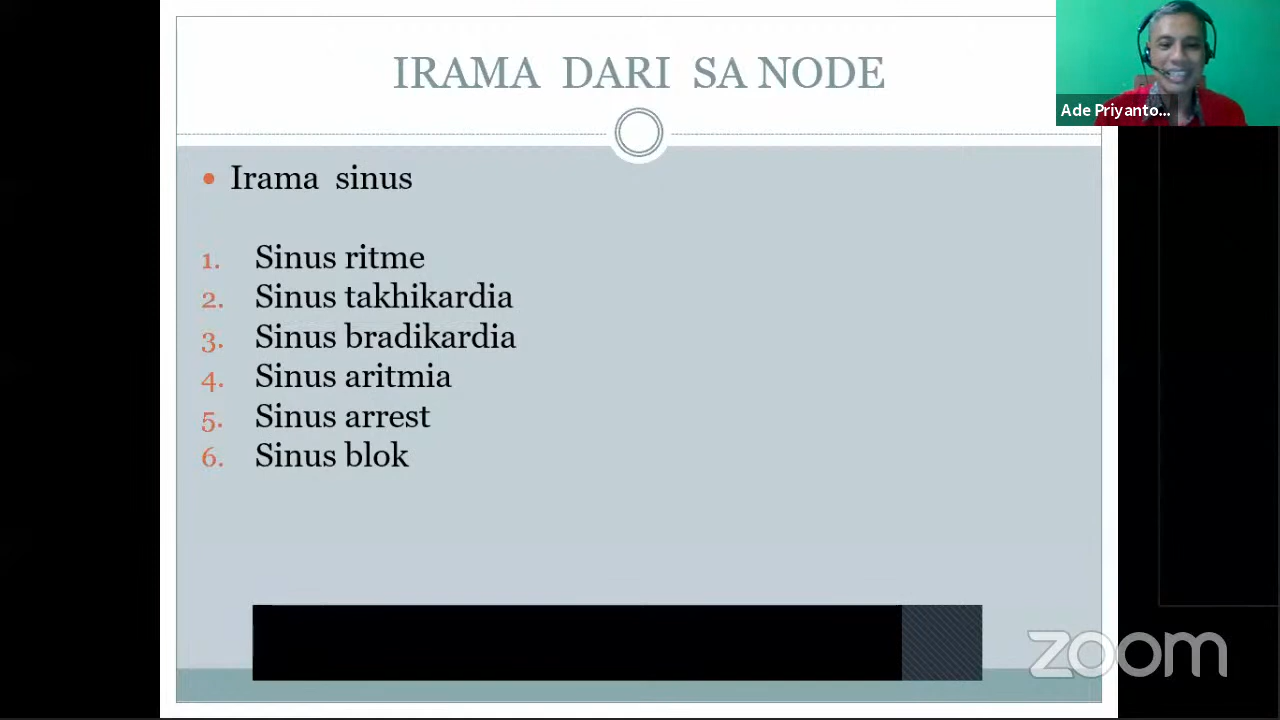 IRAMA DARI SA NODE
Ade Priyanto...
• Irama sinus
1. Sinus ritme
2. Sinus takhikardia
3. Sinus bradikardia
4. Sinus aritmia
5. Sinus arrest
6. Sinus blok
zoom